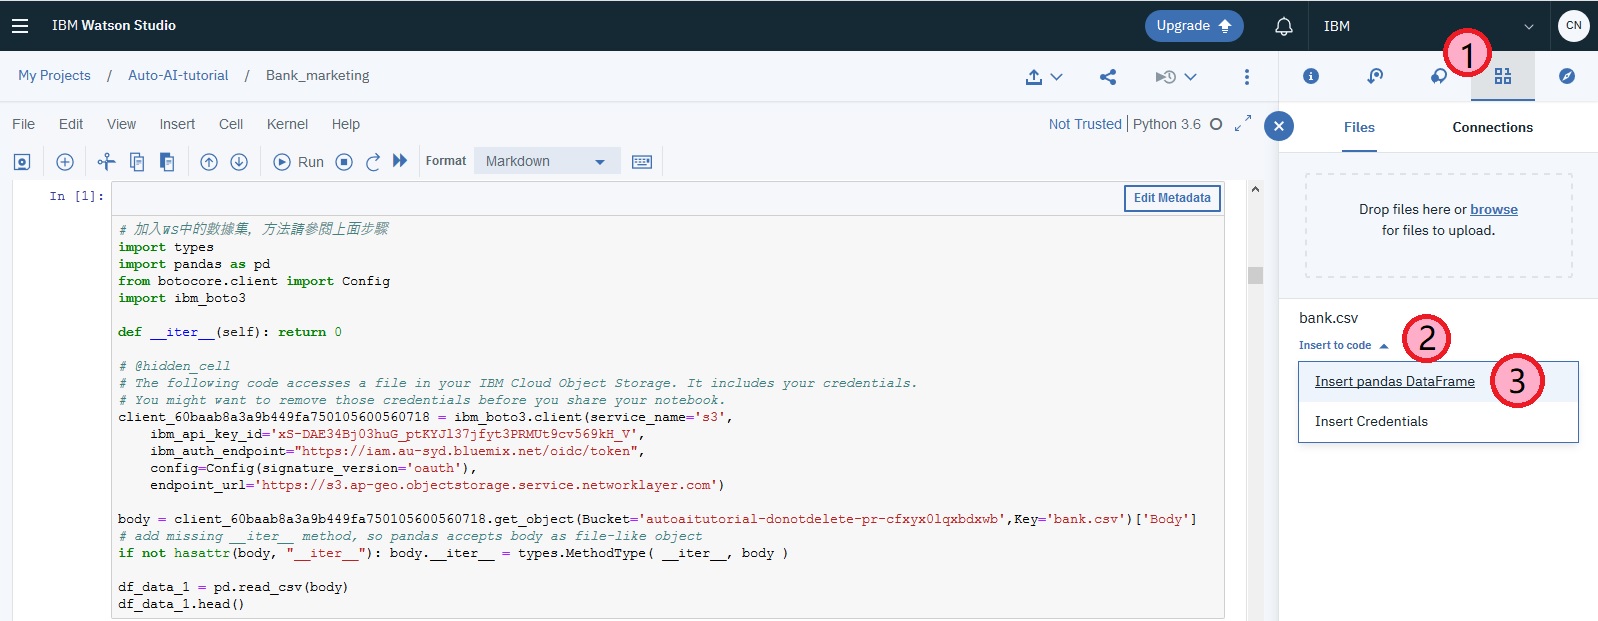 IBM Watson Studio
Upgrade
IBM
CN
My Projects / Auto-AI-tutorial / Bank_marketing
1
File Edit View Insert Cell Kernel Help
Not Trusted | Python 3.6
Files
Connections
Run
Format
Markdown
In [1]:
Edit Metadata
# 加入WS中的數據集，方法請參閱上面步驟
import types
import pandas as pd
from botocore.client import Config
import ibm_boto3
def __iter__(self): return 0
# @hidden_cell
# The following code accesses a file in your IBM Cloud Object Storage. It includes your credentials.
# You might want to remove those credentials before you share your notebook.
client_60baab8a3a9b449fa750105600560718 = ibm_boto3.client(service_name='s3',
ibm_api_key_id='xS-DAE34Bj03huG_ptKYJl37jfyt3PRMUt9cv569kH_V',
ibm_auth_endpoint="https://iam.au-syd.bluemix.net/oidc/token",
config=Config(signature_version='oauth'),
endpoint_url='https://s3.ap-geo.objectstorage.service.networklayer.com')
body = client_60baab8a3a9b449fa750105600560718.get_object(Bucket='autoaitutorial-donotdelete-pr-cfxyx0lqxbdxwb',Key='bank.csv')['Body']
# add missing __iter__ method, so pandas accepts body as file-like object
if not hasattr(body, "__iter__"): body.__iter__ = types.MethodType( __iter__, body )
df_data_1 = pd.read_csv(body)
df_data_1.head()
Drop files here or browse
for files to upload.
bank.csv
Insert to code
2
Insert pandas DataFrame
3
Insert Credentials